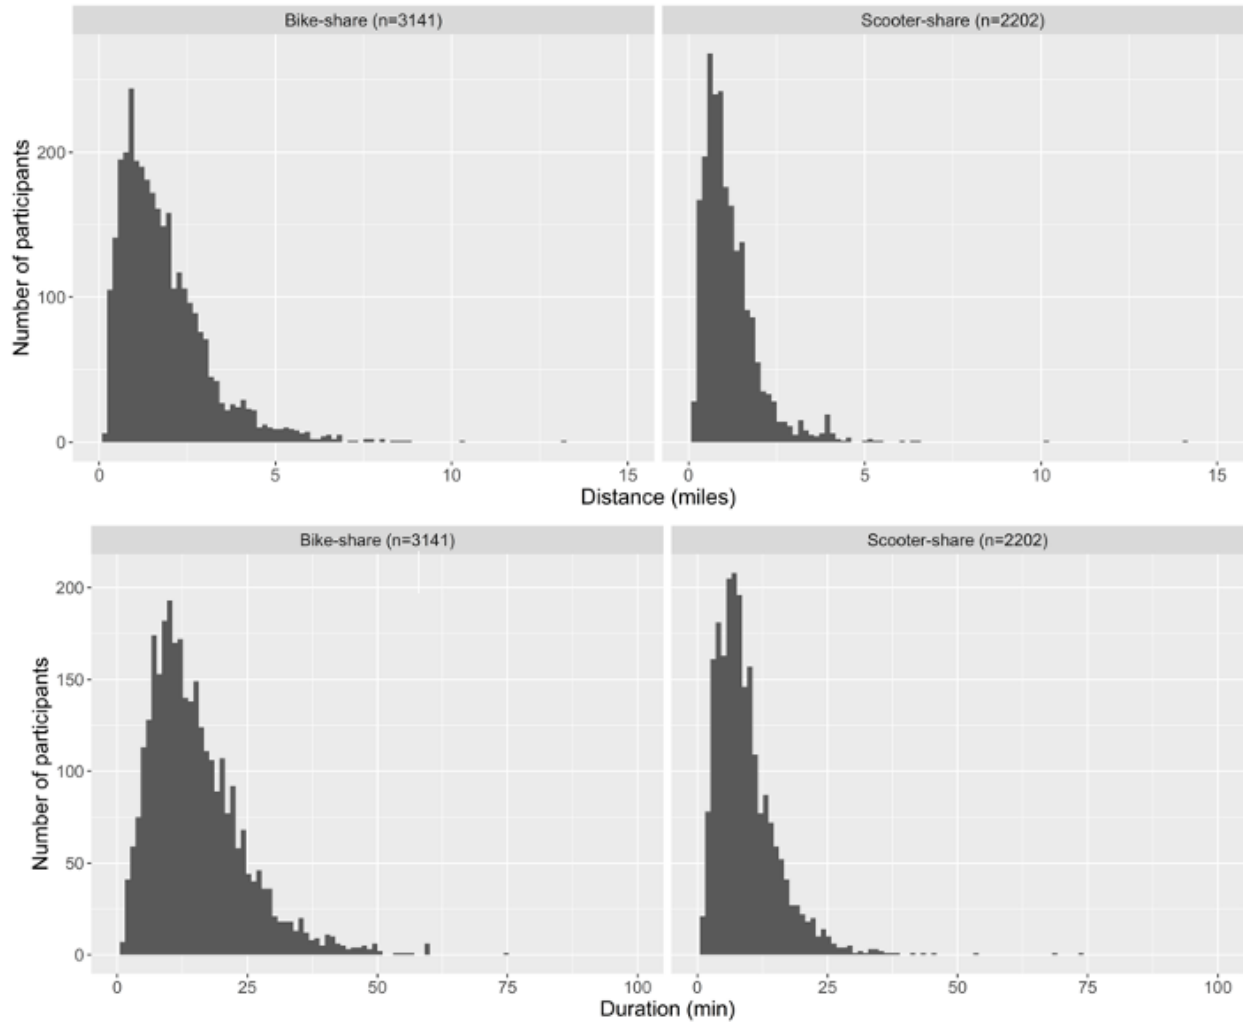 Bike-share (n=3141) Scooter-share (n=2202)
Number of participants
200
100
0
0 5 10 15 0 5 10 15
Distance (miles)
Bike-share (n=3141) Scooter-share (n=2202)
Number of participants
200
150
100
50
0
0 25 50 75 100 0 25 50 75 100
Duration (min)